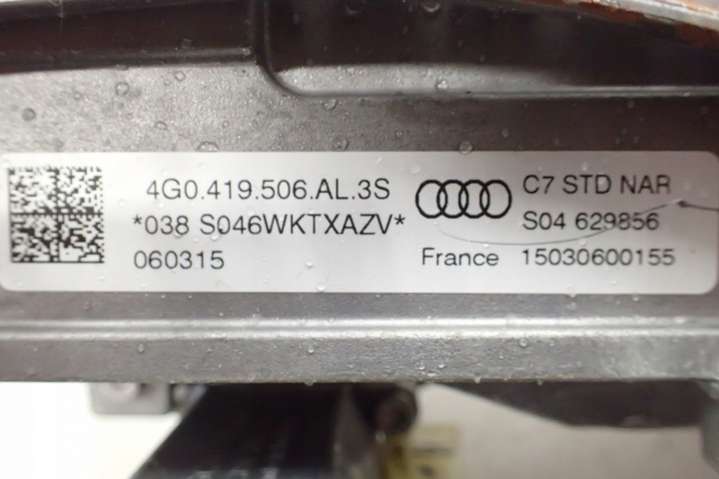 4G0.419.506.AL.3S
*038 S046WKTXAZV*
060315
C7 STD NAR
S04 629856
France 15030600155